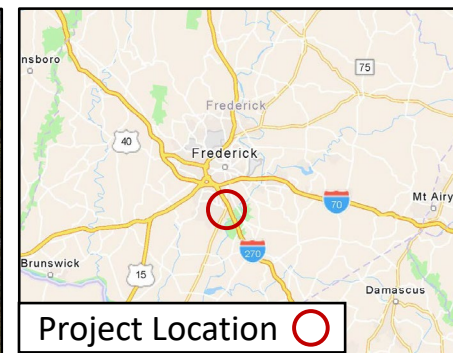 nsboro
75
Frederick
40
Frederick
70
Mt Airy
270
Brunswick
15
Damascus
Project Location